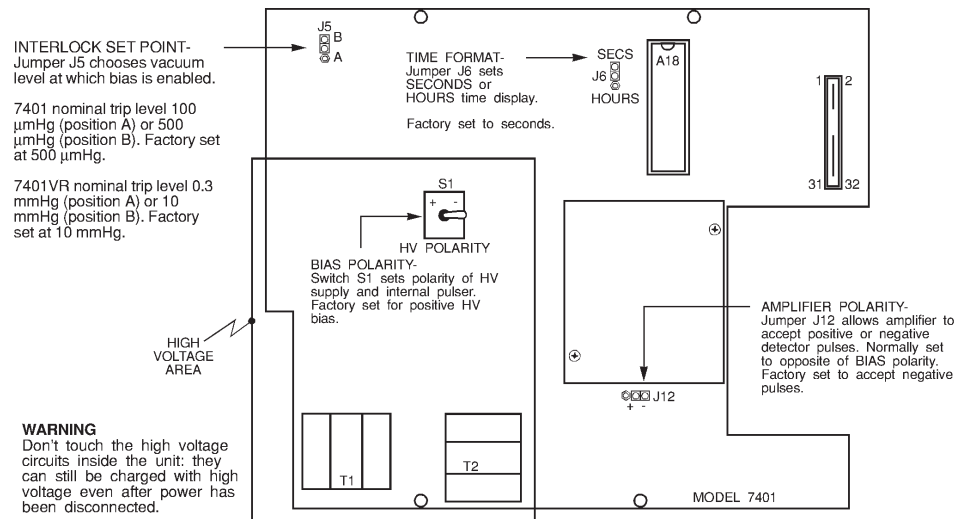 INTERLOCK SET POINT-
Jumper J5 chooses vacuum
level at which bias is enabled.
7401 nominal trip level 100
µmHg (position A) or 500
µmHg (position B). Factory set
at 500 µmHg.
7401VR nominal trip level 0.3
mmHg (position A) or 10
mmHg (position B). Factory
set at 10 mmHg.
J5
B
A
TIME FORMAT-
Jumper J6 sets
SECONDS or
HOURS time display.
Factory set to seconds.
SECS
J6
HOURS
A18
1 2
31 32
S1
+ -
HV POLARITY
BIAS POLARITY-
Switch S1 sets polarity of HV
supply and internal pulser.
Factory set for positive HV
bias.
HIGH
VOLTAGE
AREA
AMPLIFIER POLARITY-
Jumper J12 allows amplifier to
accept positive or negative
detector pulses. Normally set
to opposite of BIAS polarity.
Factory set to accept negative
pulses.
J12
+ -
WARNING
Don't touch the high voltage
circuits inside the unit: they
can still be charged with high
voltage even after power has
been disconnected.
T1
T2
MODEL 7401